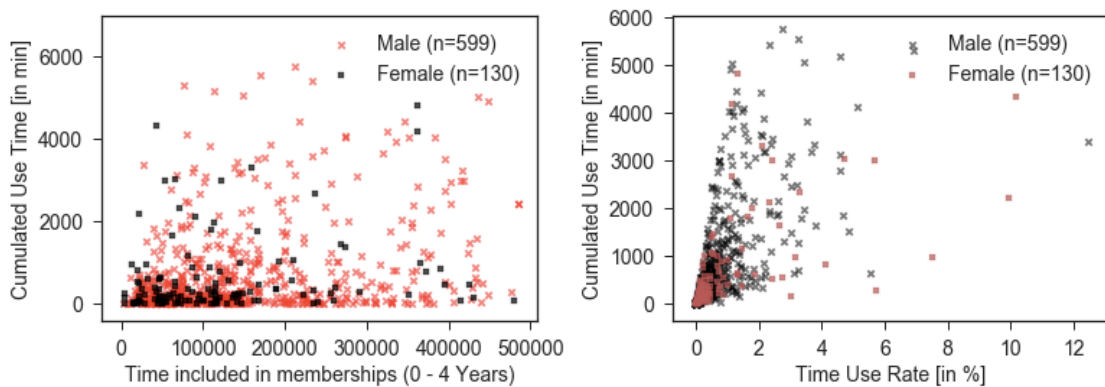 Cumulated Use Time [in min]
6000
4000
2000
0
Male (n=599)
Female (n=130)
0 100000 200000 300000 400000 500000
Time included in memberships (0 - 4 Years)
Cumulated Use Time [in min]
6000
5000
4000
3000
2000
1000
0
Male (n=599)
Female (n=130)
0 2 4 6 8 10 12
Time Use Rate [in %]